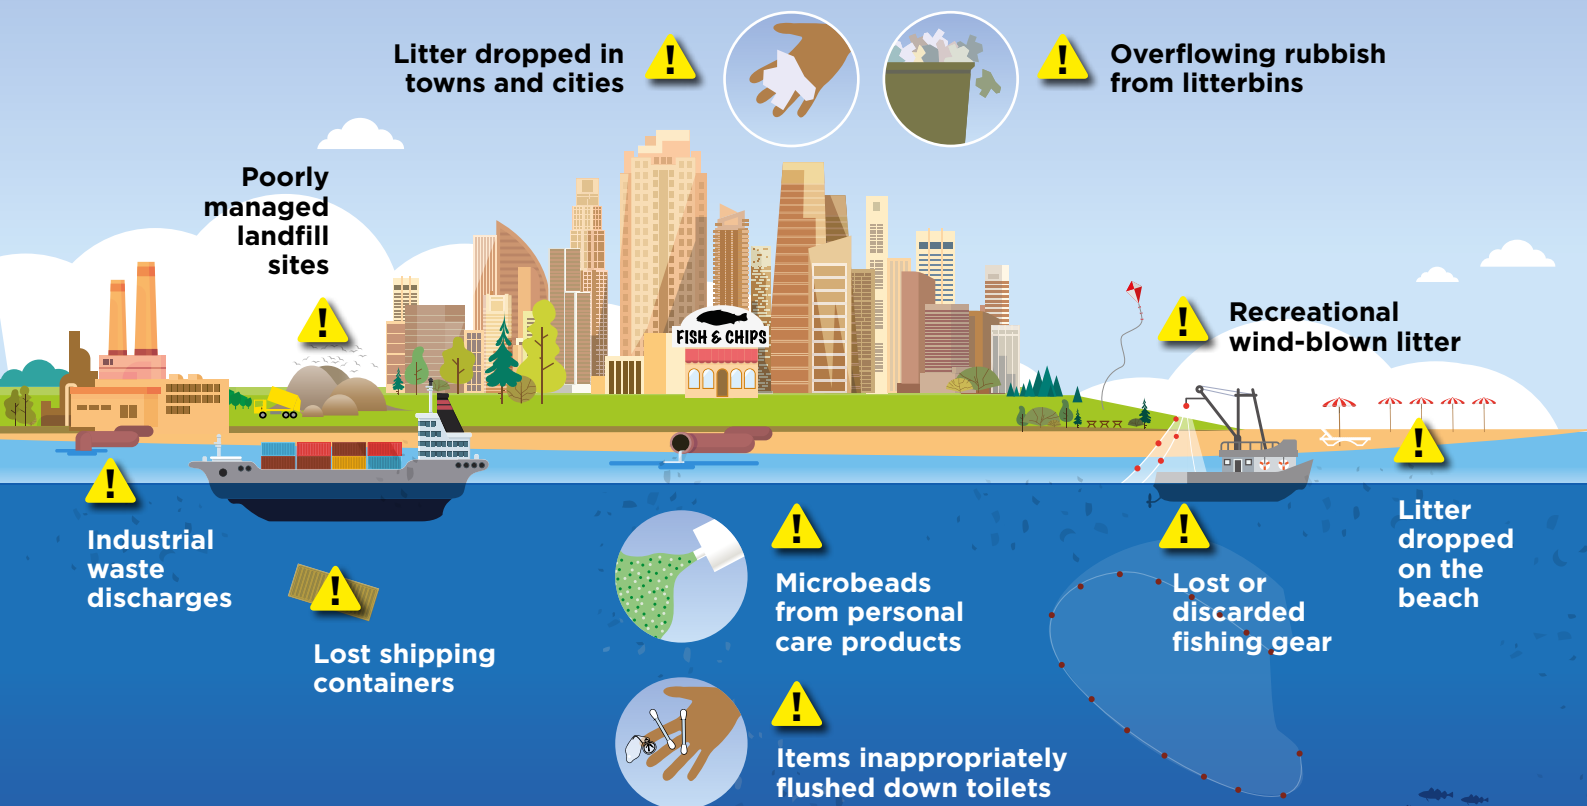 Litter dropped in
towns and cities
!
!
Overflowing rubbish
from litterbins
Poorly
managed
landfill
sites
!
FISH & CHIPS
!
Recreational
wind-blown litter
!
Industrial
waste
discharges
!
Lost shipping
containers
!
Microbeads
from personal
care products
!
Items inappropriately
flushed down toilets
!
Lost or
discarded
fishing gear
!
Litter
dropped
on the
beach